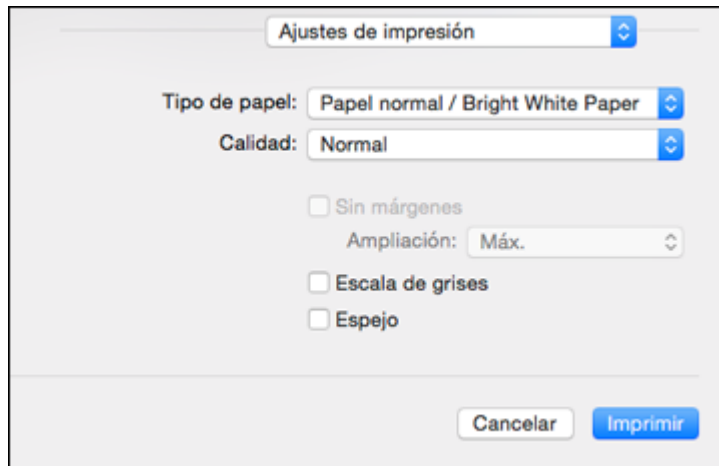 Ajustes de impresión
Tipo de papel: Papel normal / Bright White Paper
Calidad: Normal
Sin márgenes
Ampliación: Máx.
Escala de grises
Espejo
Cancelar Imprimir